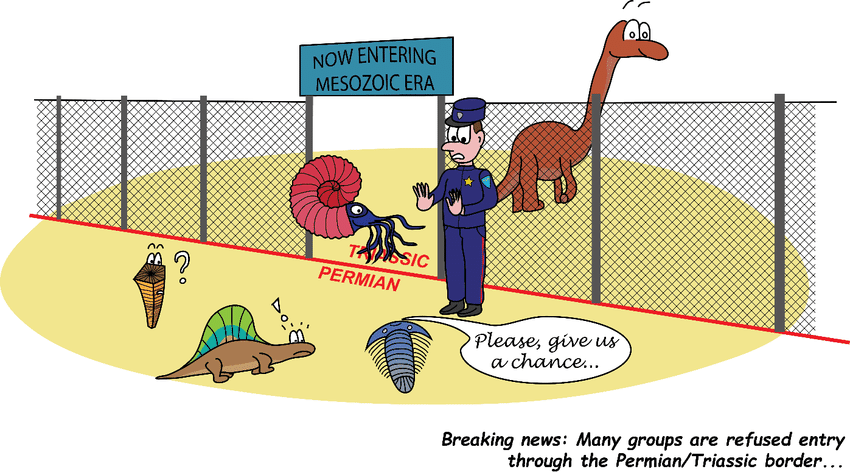 NOW ENTERING
MESOZOIC ERA
TRIASSIC
PERMIAN
?
!
Please, give us
a chance...
Breaking news: Many groups are refused entry
through the Permian/Triassic border...